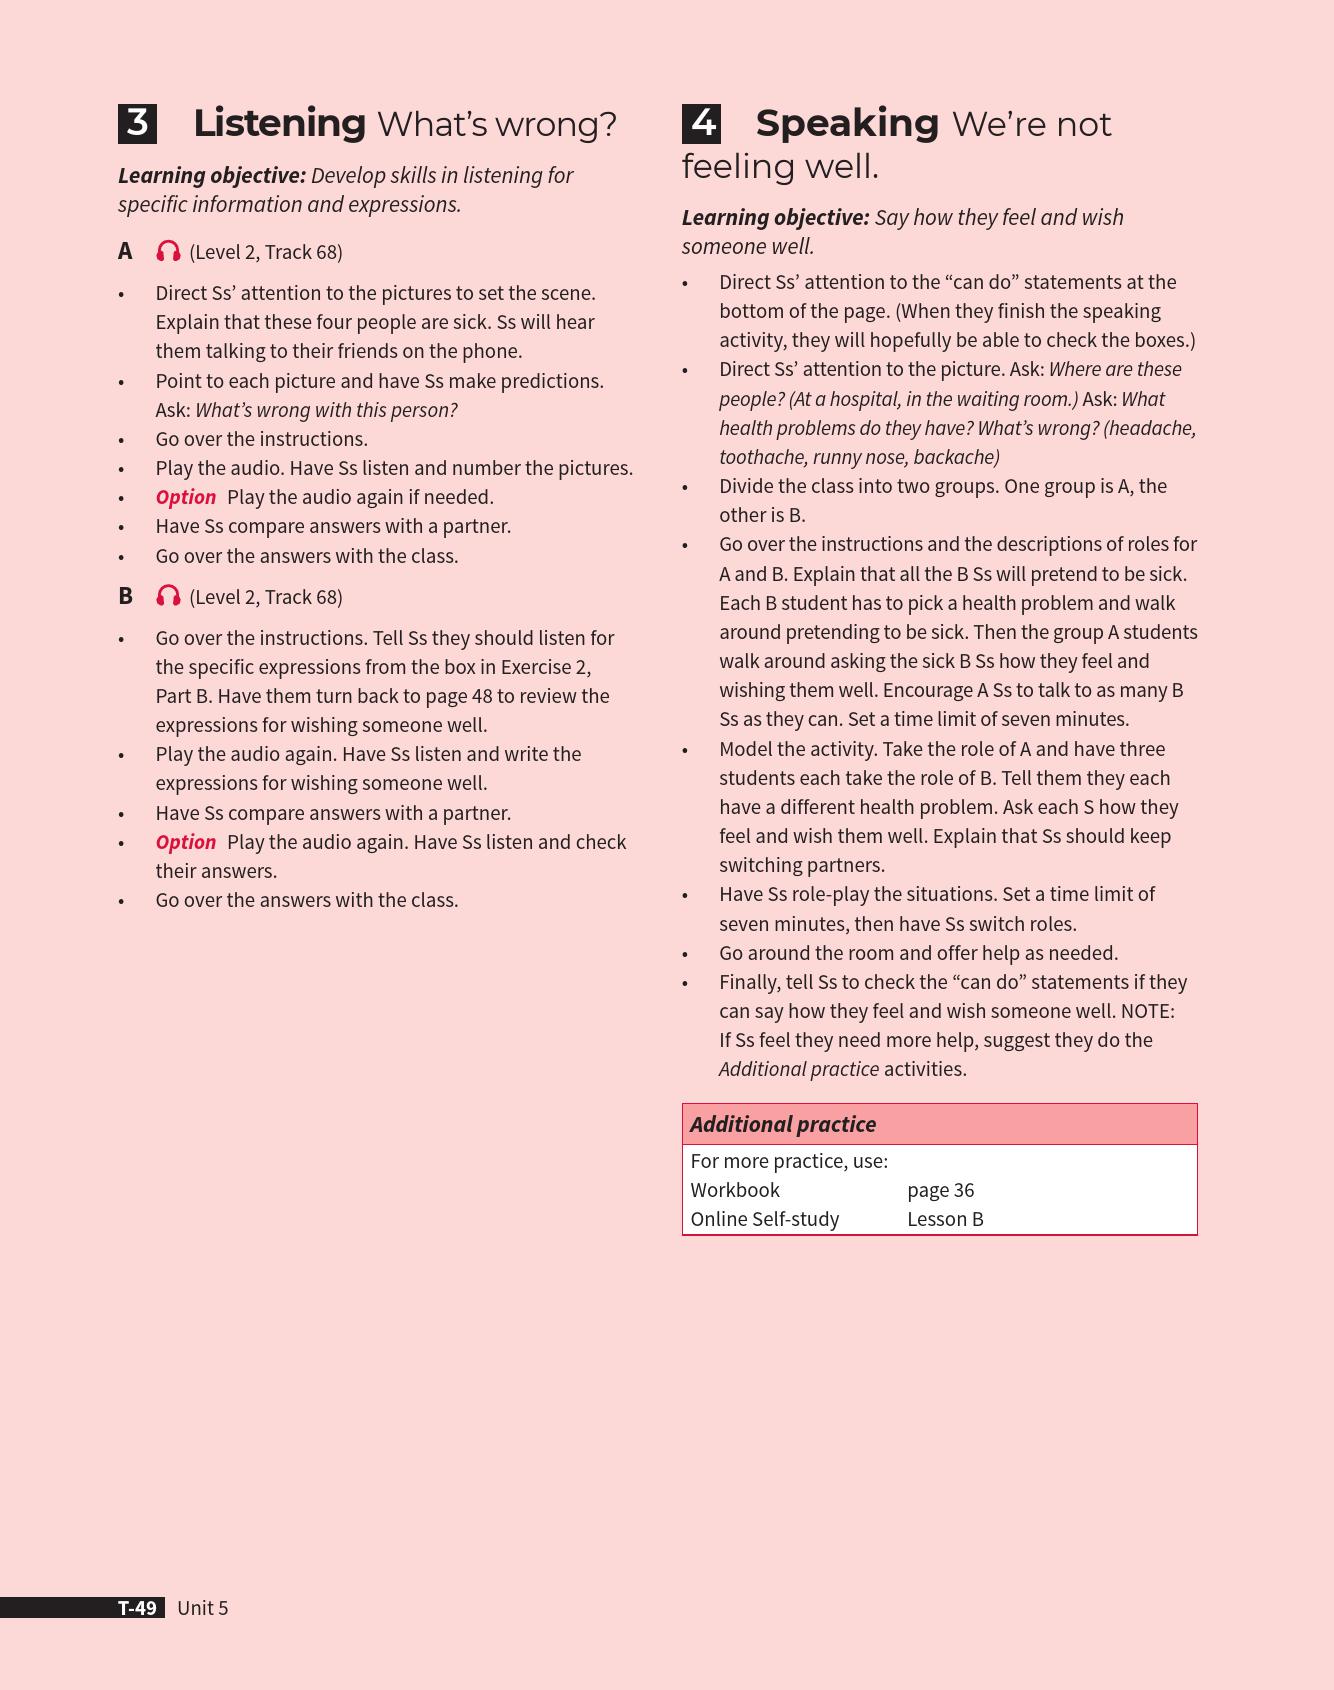 3 Listening What's wrong?
Learning objective: Develop skills in listening for
specific information and expressions.
A (Level 2, Track 68)
• Direct Ss' attention to the pictures to set the scene.
Explain that these four people are sick. Ss will hear
them talking to their friends on the phone.
• Point to each picture and have Ss make predictions.
Ask: What's wrong with this person?
• Go over the instructions.
• Play the audio. Have Ss listen and number the pictures.
• Option Play the audio again if needed.
• Have Ss compare answers with a partner.
• Go over the answers with the class.
B (Level 2, Track 68)
• Go over the instructions. Tell Ss they should listen for
the specific expressions from the box in Exercise 2,
Part B. Have them turn back to page 48 to review the
expressions for wishing someone well.
• Play the audio again. Have Ss listen and write the
expressions for wishing someone well.
• Have Ss compare answers with a partner.
• Option Play the audio again. Have Ss listen and check
their answers.
• Go over the answers with the class.
4 Speaking We're not
feeling well.
Learning objective: Say how they feel and wish
someone well.
• Direct Ss' attention to the “can do” statements at the
bottom of the page. (When they finish the speaking
activity, they will hopefully be able to check the boxes.)
• Direct Ss' attention to the picture. Ask: Where are these
people? (At a hospital, in the waiting room.) Ask: What
health problems do they have? What's wrong? (headache,
toothache, runny nose, backache)
• Divide the class into two groups. One group is A, the
other is B.
• Go over the instructions and the descriptions of roles for
A and B. Explain that all the B Ss will pretend to be sick.
Each B student has to pick a health problem and walk
around pretending to be sick. Then the group A students
walk around asking the sick B Ss how they feel and
wishing them well. Encourage A Ss to talk to as many B
Ss as they can. Set a time limit of seven minutes.
• Model the activity. Take the role of A and have three
students each take the role of B. Tell them they each
have a different health problem. Ask each S how they
feel and wish them well. Explain that Ss should keep
switching partners.
• Have Ss role-play the situations. Set a time limit of
seven minutes, then have Ss switch roles.
• Go around the room and offer help as needed.
• Finally, tell Ss to check the “can do” statements if they
can say how they feel and wish someone well. NOTE:
If Ss feel they need more help, suggest they do the
Additional practice activities.
Additional practice
For more practice, use:
Workbook page 36
Online Self-study Lesson B
T-49 Unit 5